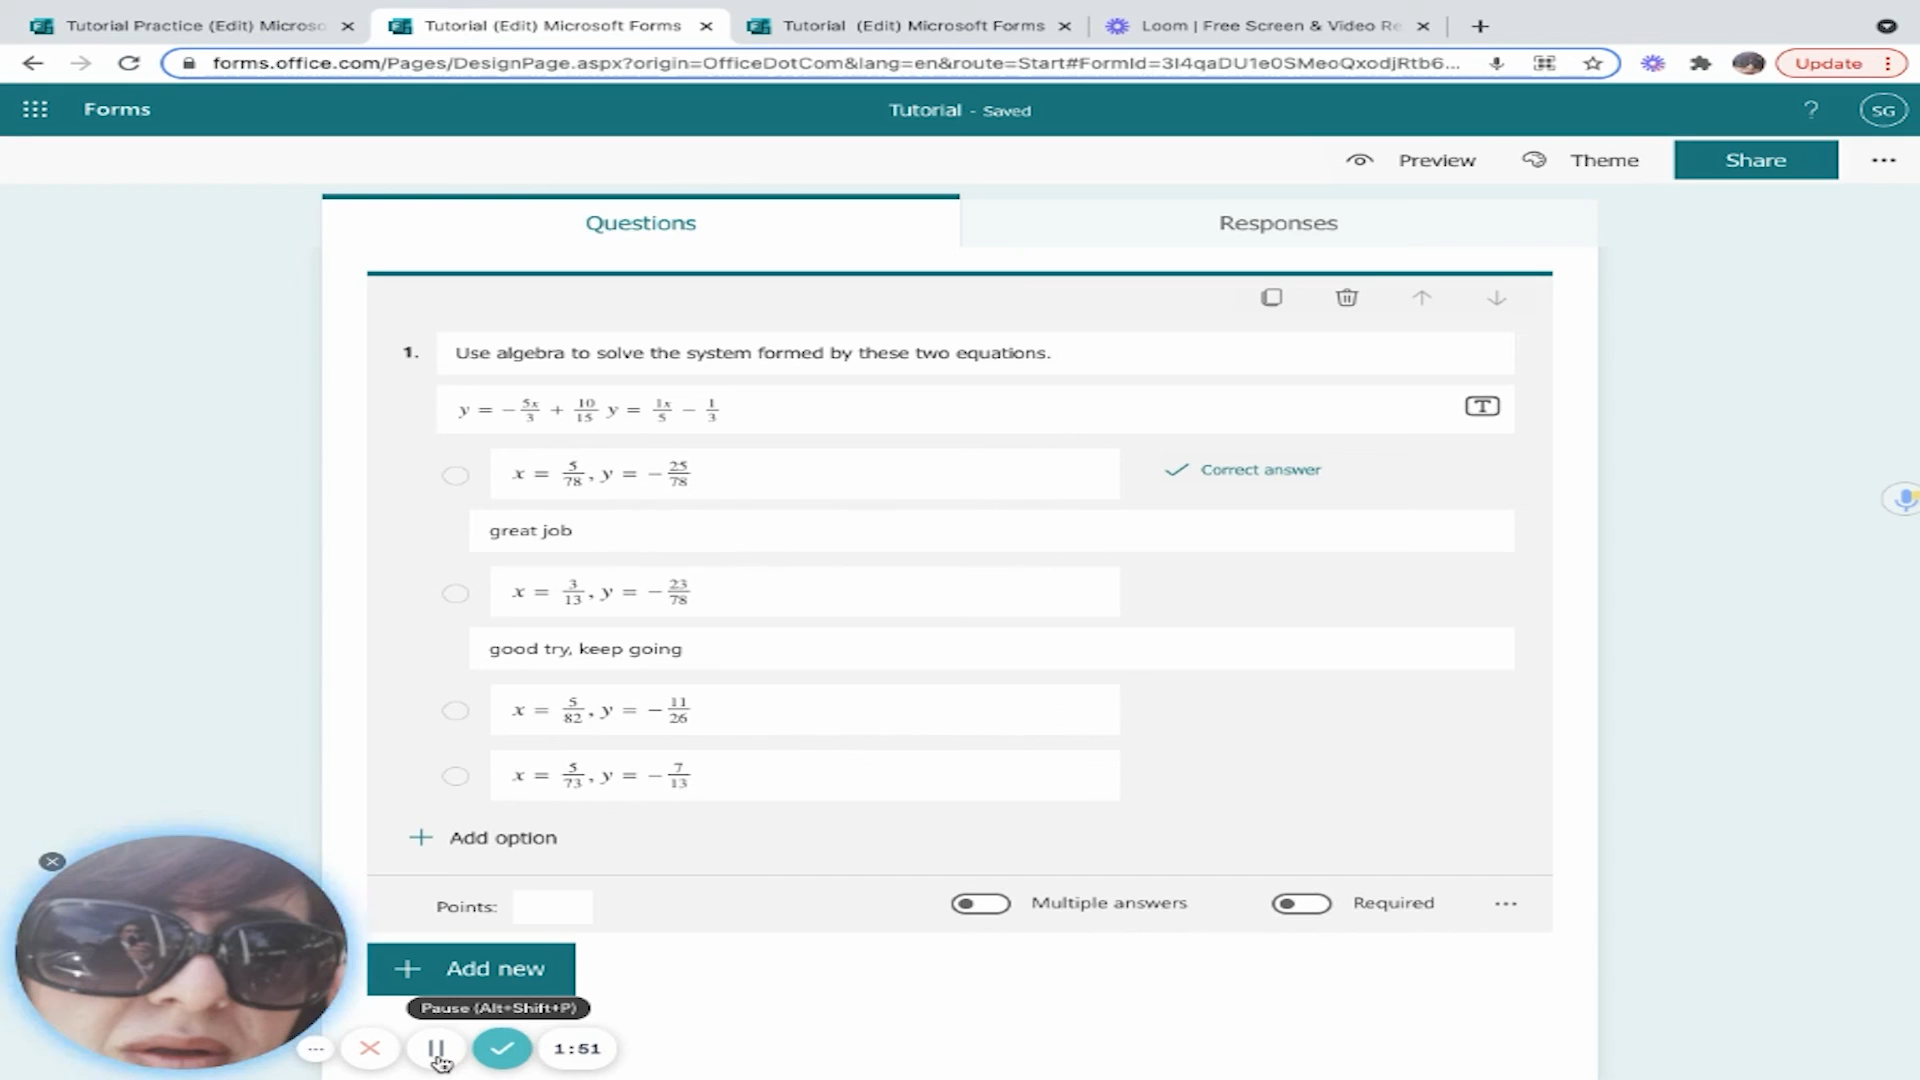 Tutorial Practice (Edit) Microso
Tutorial (Edit) Microsoft Forms
Tutorial (Edit) Microsoft Forms
Loom | Free Screen & Video Re
forms.office.com/Pages/DesignPage.aspx?origin=OfficeDotCom&lang=en&route=Start#FormId=3I4qaDU1e0SMeoQxodjRtb6...
Update
Forms
Tutorial - Saved
?
SG
Preview
Theme
Share
Questions
Responses
1. Use algebra to solve the system formed by these two equations.
y = -5x/3 + 10/15 y = 1x/5 - 1/3
x = 5/78, y = -25/78
Correct answer
great job
x = 3/13, y = -23/78
good try, keep going
x = 5/82, y = -11/26
x = 5/73, y = -7/13
+ Add option
Points:
Multiple answers
Required
+ Add new
Pause (Alt+Shift+P)
1:51